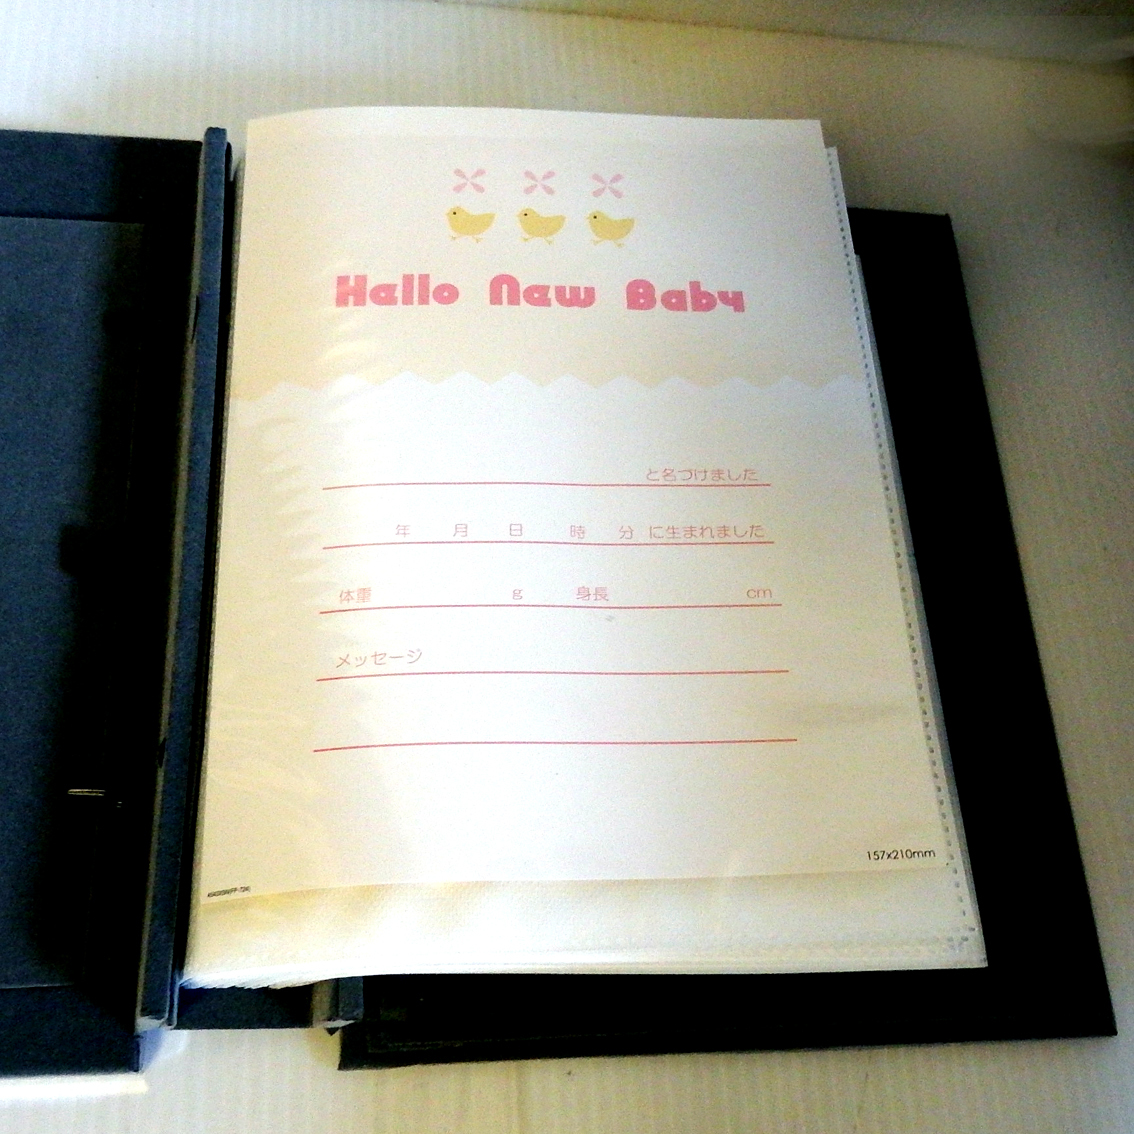 Hello New Baby
と名づけました
年 月 日 時 分 に生まれました
体重 g 身長 cm
メッセージ
157x210mm